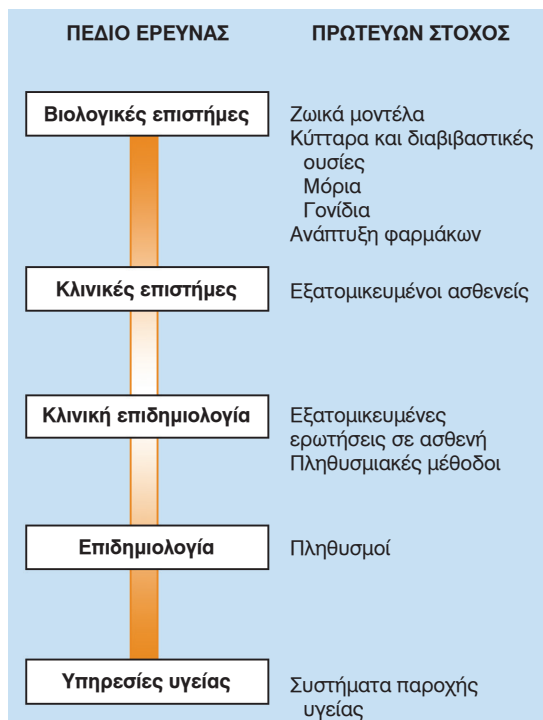 ΠΕΔΙΟ ΕΡΕΥΝΑΣ ΠΡΩΤΕΥΩΝ ΣΤΟΧΟΣ
Βιολογικές επιστήμες
Ζωικά μοντέλα
Κύτταρα και διαβιβαστικές
ουσίες
Μόρια
Γονίδια
Ανάπτυξη φαρμάκων
Κλινικές επιστήμες
Εξατομικευμένοι ασθενείς
Κλινική επιδημιολογία
Εξατομικευμένες
ερωτήσεις σε ασθενή
Πληθυσμιακές μέθοδοι
Επιδημιολογία
Πληθυσμοί
Υπηρεσίες υγείας
Συστήματα παροχής
υγείας